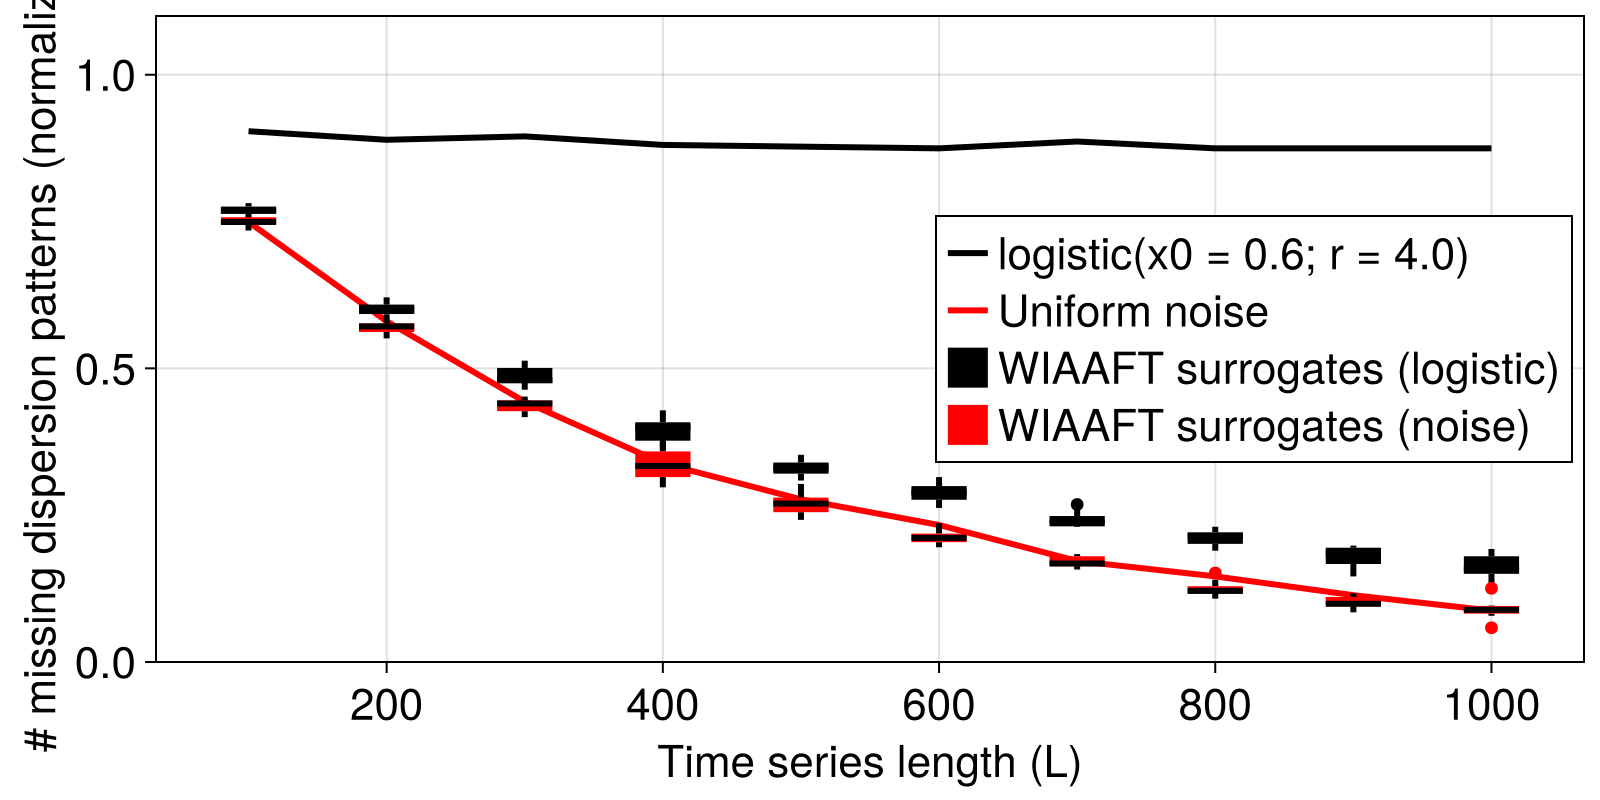 # missing dispersion patterns (normaliz
1.0
0.5
0.0
logistic(x0 = 0.6; r = 4.0)
Uniform noise
WIAAFT surrogates (logistic)
WIAAFT surrogates (noise)
200
400
600
800
1000
Time series length (L)